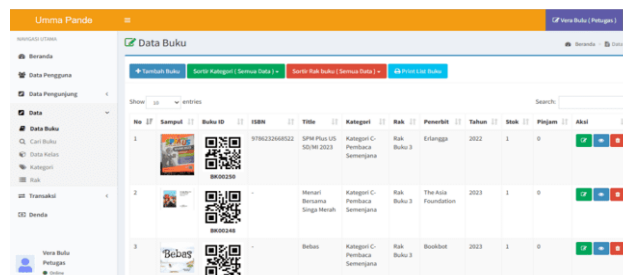 Umma Pande
Vera Bulu ( Petugas )
NAVIGASI UTAMA
Beranda
Data Pengguna
Data Pengunjung
Data
Data Buku
Cari Buku
Data Kelas
Kategori
Rak
Transaksi
Denda
Vera Bulu
Petugas
Online
Data Buku
Beranda
Data
Tambah Buku
Sortir Kategori ( Semua Data )
Sortir Rak buku ( Semua Data )
Print List Buku
Show 10 entries
Search:
No Sampul Buku ID ISBN Title Kategori Rak Penerbit Tahun Stok Pinjam Aksi
1 9786232668522 SPM Plus US Kategori C- Rak Erlangga 2022 1 0
SD/MI 2023 Pembaca Buku 3
Semenjana
BK00250
2 - Menari Kategori C- Rak The Asia 2023 1 0
Bersama Pembaca Buku 3 Foundation
Singa Merah Semenjana
BK00248
3 Bebas - Bebas Kategori C- Rak Bookbot 2023 1 0
Pembaca Buku 3
Semenjana